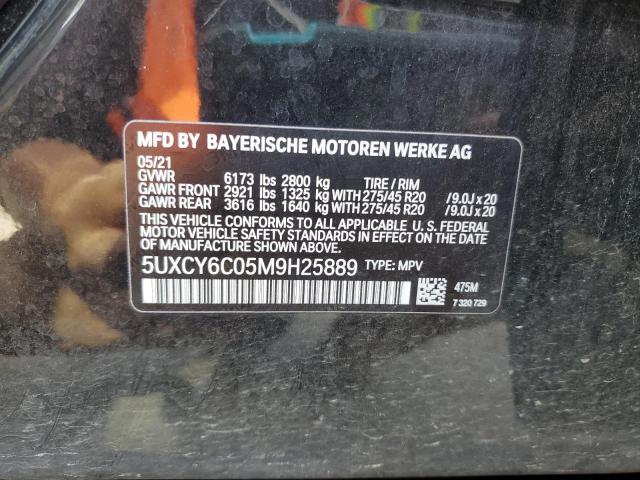 MFD BY BAYERISCHE MOTOREN WERKE AG
05/21
GVWR 6173 lbs 2800 kg TIRE / RIM
GAWR FRONT 2921 lbs 1325 kg WITH 275/45 R20 /9.0J x 20
GAWR REAR 3616 lbs 1640 kg WITH 275/45 R20 /9.0J x 20
THIS VEHICLE CONFORMS TO ALL APPLICABLE U. S. FEDERAL
MOTOR VEHICLE SAFETY STANDARDS IN EFFECT ON THE
DATE OF MANUFACTURE SHOWN ABOVE.
5UXCY6C05M9H25889 TYPE: MPV
475M
7 320 729